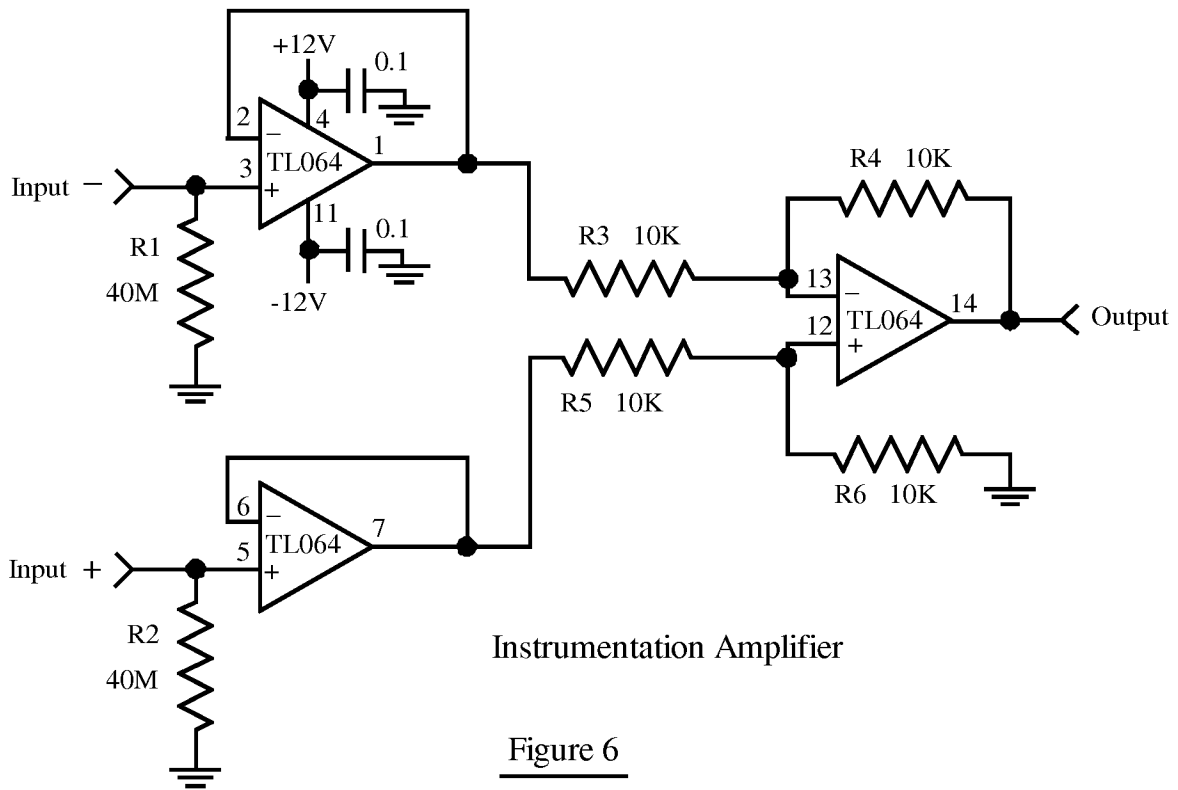 +12V
0.1
2
−
4
TL064
1
3
+
Input −
11
0.1
R1
40M
-12V
R4 10K
R3 10K
13
−
TL064
14
12
+
Output
R5 10K
R6 10K
6
−
TL064
7
5
+
Input +
R2
40M
Instrumentation Amplifier
Figure 6